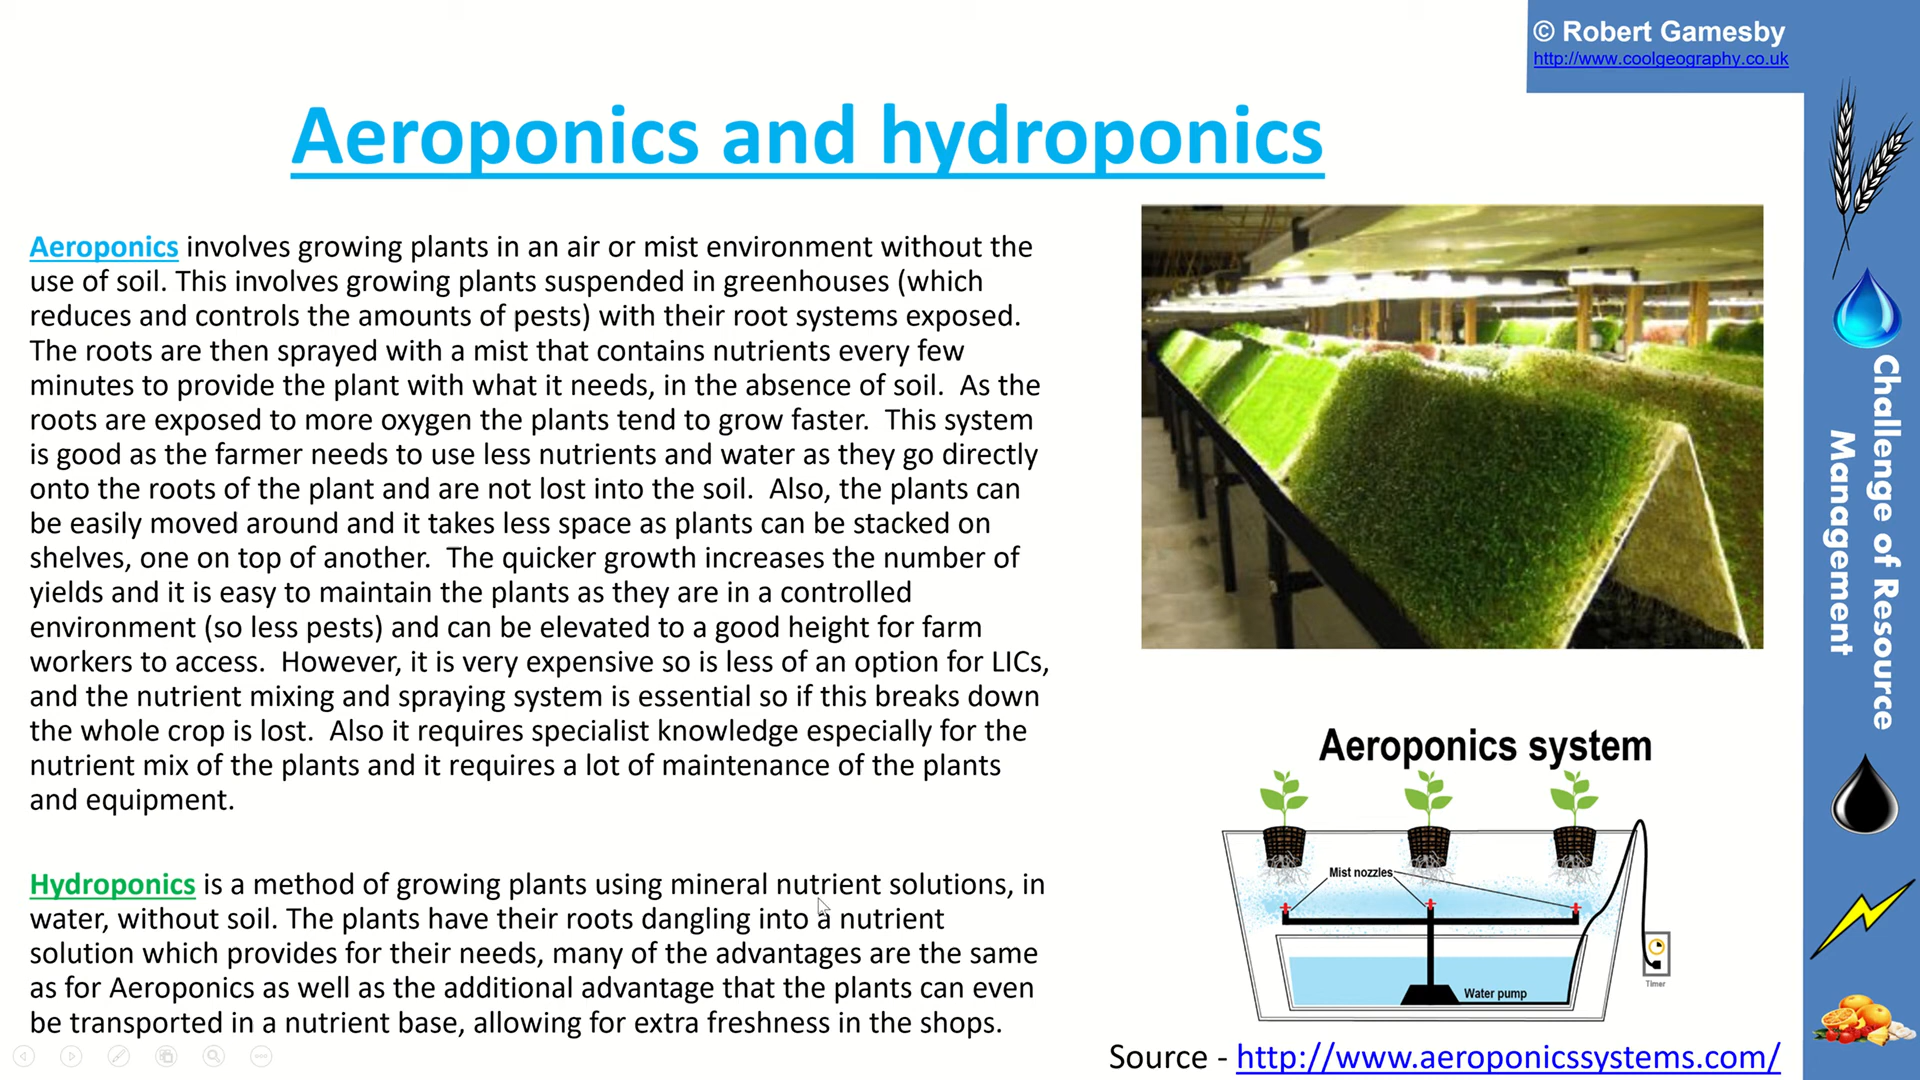 © Robert Gamesby
http://www.coolgeography.co.uk
Aeroponics and hydroponics
Aeroponics involves growing plants in an air or mist environment without the
use of soil. This involves growing plants suspended in greenhouses (which
reduces and controls the amounts of pests) with their root systems exposed.
The roots are then sprayed with a mist that contains nutrients every few
minutes to provide the plant with what it needs, in the absence of soil.  As the
roots are exposed to more oxygen the plants tend to grow faster.  This system
is good as the farmer needs to use less nutrients and water as they go directly
onto the roots of the plant and are not lost into the soil.  Also, the plants can
be easily moved around and it takes less space as plants can be stacked on
shelves, one on top of another.  The quicker growth increases the number of
yields and it is easy to maintain the plants as they are in a controlled
environment (so less pests) and can be elevated to a good height for farm
workers to access.  However, it is very expensive so is less of an option for LICs,
and the nutrient mixing and spraying system is essential so if this breaks down
the whole crop is lost.  Also it requires specialist knowledge especially for the
nutrient mix of the plants and it requires a lot of maintenance of the plants
and equipment.
Hydroponics is a method of growing plants using mineral nutrient solutions, in
water, without soil. The plants have their roots dangling into a nutrient
solution which provides for their needs, many of the advantages are the same
as for Aeroponics as well as the additional advantage that the plants can even
be transported in a nutrient base, allowing for extra freshness in the shops.
Aeroponics system
Mist nozzles
Water pump
Timer
Source - http://www.aeroponicssystems.com/
Challenge of Resource
Management